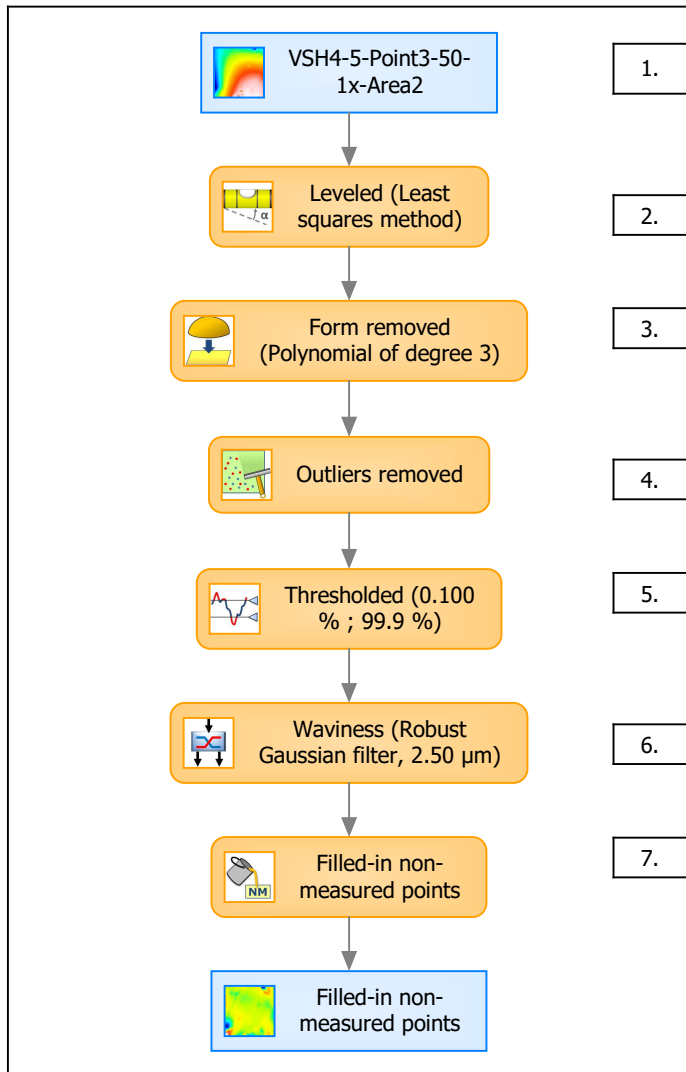 VSH4-5-Point3-50-
1x-Area2
1.
α
Leveled (Least
squares method)
2.
Form removed
(Polynomial of degree 3)
3.
Outliers removed
4.
Thresholded (0.100
% ; 99.9 %)
5.
Waviness (Robust
Gaussian filter, 2.50 µm)
6.
NM
Filled-in non-
measured points
7.
Filled-in non-
measured points